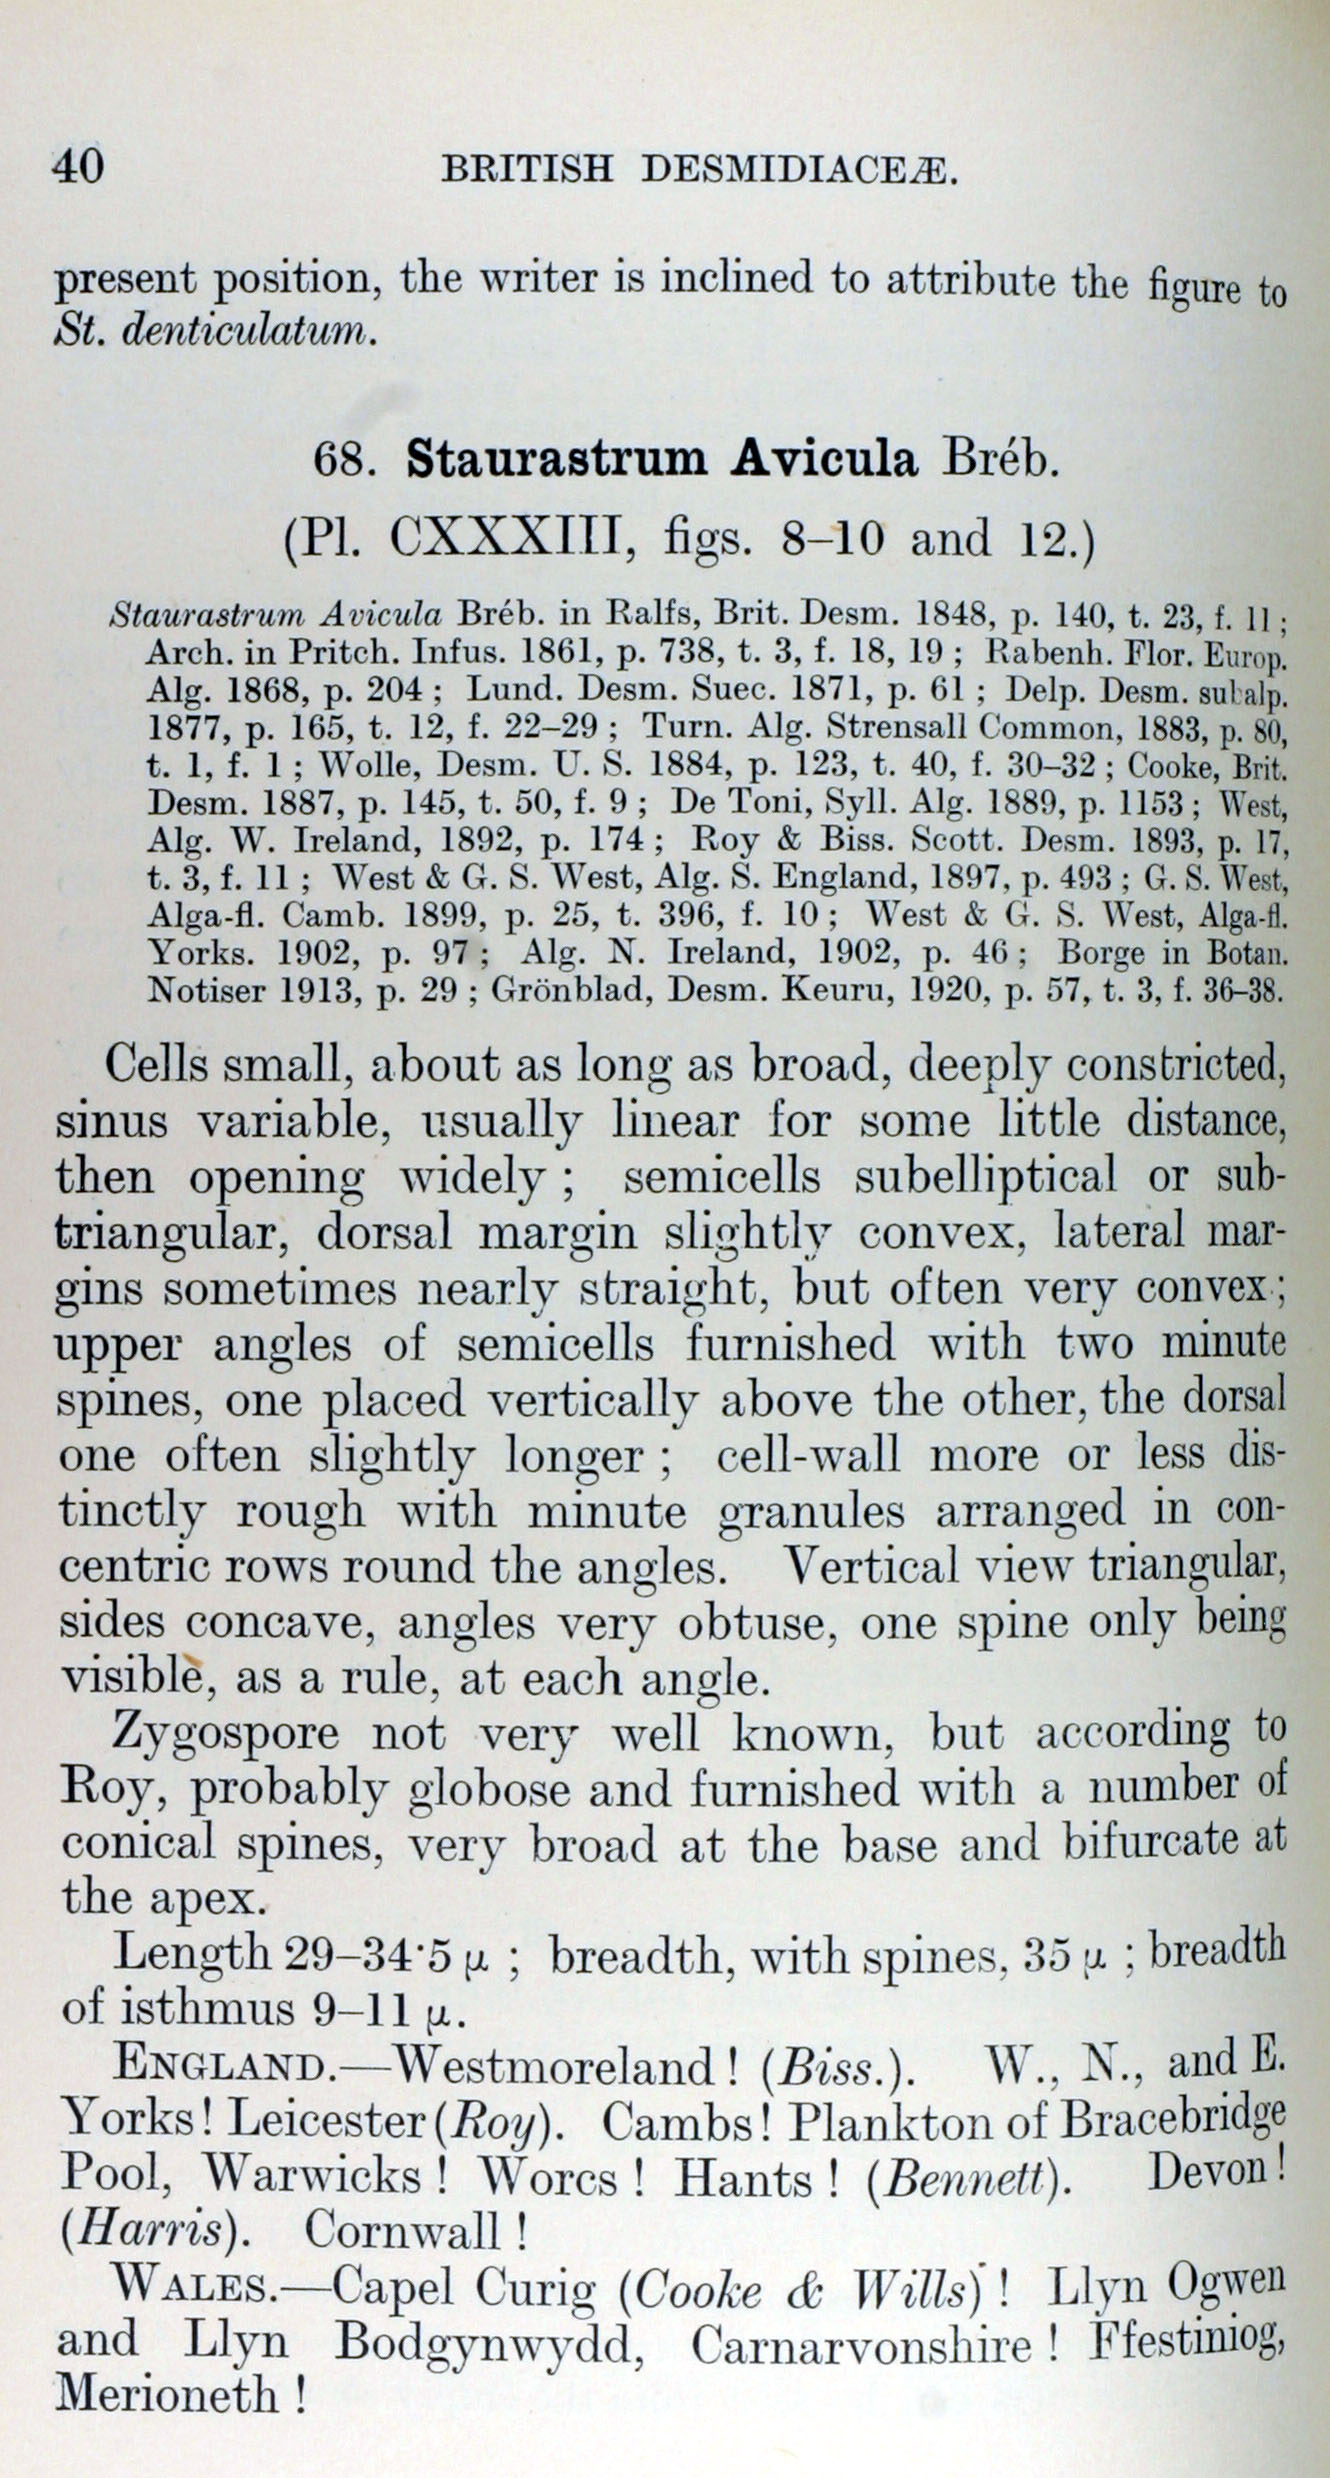 40 BRITISH DESMIDIACEÆ.
present position, the writer is inclined to attribute the figure to
St. denticulatum.
68. Staurastrum Avicula Bréb.
(Pl. CXXXIII, figs. 8–10 and 12.)
Staurastrum Avicula Bréb. in Ralfs, Brit. Desm. 1848, p. 140, t. 23, f. 11 ;
Arch. in Pritch. Infus. 1861, p. 738, t. 3, f. 18, 19 ; Rabenh. Flor. Europ.
Alg. 1868, p. 204 ; Lund. Desm. Suec. 1871, p. 61 ; Delp. Desm. subalp.
1877, p. 165, t. 12, f. 22–29 ; Turn. Alg. Strensall Common, 1883, p. 80,
t. 1, f. 1 ; Wolle, Desm. U. S. 1884, p. 123, t. 40, f. 30–32 ; Cooke, Brit.
Desm. 1887, p. 145, t. 50, f. 9 ; De Toni, Syll. Alg. 1889, p. 1153 ; West,
Alg. W. Ireland, 1892, p. 174 ; Roy & Biss. Scott. Desm. 1893, p. 17,
t. 3, f. 11 ; West & G. S. West, Alg. S. England, 1897, p. 493 ; G. S. West,
Alga-fl. Camb. 1899, p. 25, t. 396, f. 10 ; West & G. S. West, Alga-fl.
Yorks. 1902, p. 97 ; Alg. N. Ireland, 1902, p. 46 ; Borge in Botan.
Notiser 1913, p. 29 ; Grönblad, Desm. Keuru, 1920, p. 57, t. 3, f. 36–38.
Cells small, about as long as broad, deeply constricted,
sinus variable, usually linear for some little distance,
then opening widely ; semicells subelliptical or sub-
triangular, dorsal margin slightly convex, lateral mar-
gins sometimes nearly straight, but often very convex ;
upper angles of semicells furnished with two minute
spines, one placed vertically above the other, the dorsal
one often slightly longer ; cell-wall more or less dis-
tinctly rough with minute granules arranged in con-
centric rows round the angles. Vertical view triangular,
sides concave, angles very obtuse, one spine only being
visible, as a rule, at each angle.
Zygospore not very well known, but according to
Roy, probably globose and furnished with a number of
conical spines, very broad at the base and bifurcate at
the apex.
Length 29–34·5 µ ; breadth, with spines, 35 µ ; breadth
of isthmus 9–11 µ.
ENGLAND.—Westmoreland ! (Biss.). W., N., and E.
Yorks ! Leicester (Roy). Cambs ! Plankton of Bracebridge
Pool, Warwicks ! Worcs ! Hants ! (Bennett). Devon !
(Harris). Cornwall !
WALES.—Capel Curig (Cooke & Wills) ! Llyn Ogwen
and Llyn Bodgynwydd, Carnarvonshire ! Ffestiniog,
Merioneth !